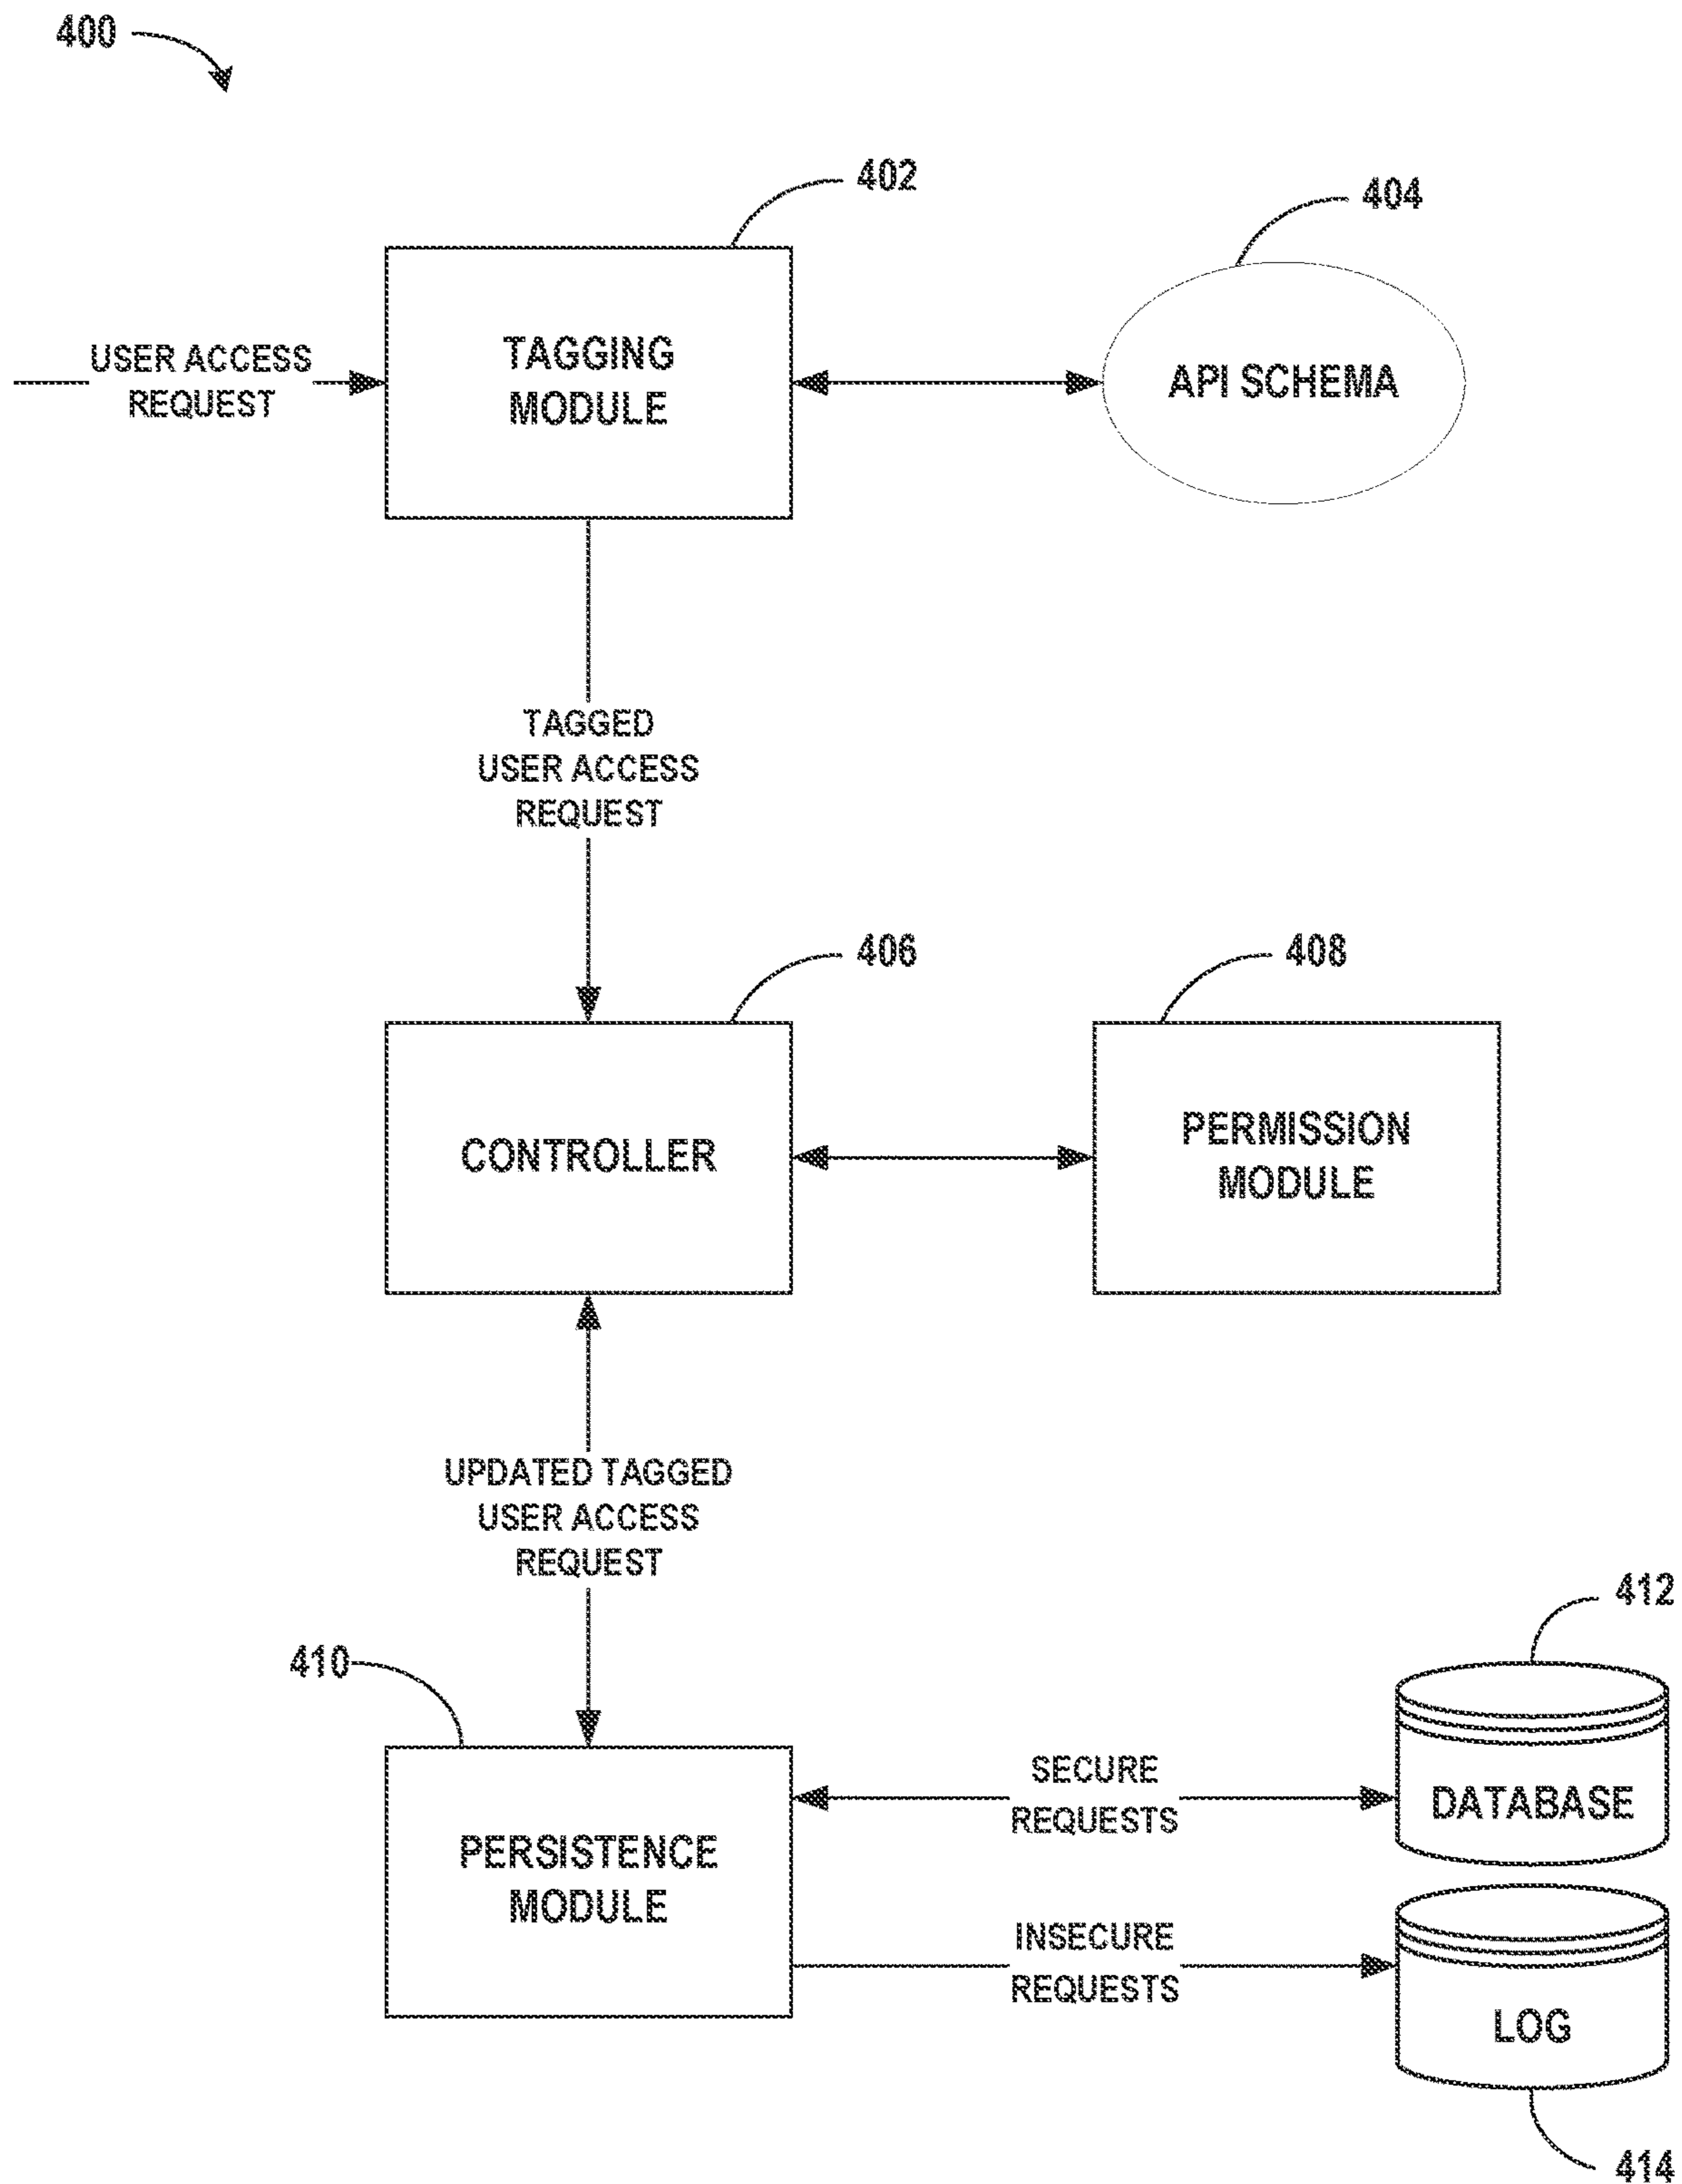 400
402
404
USER ACCESS
REQUEST
TAGGING
MODULE
API SCHEMA
TAGGED
USER ACCESS
REQUEST
406
408
CONTROLLER
PERMISSION
MODULE
UPDATED TAGGED
USER ACCESS
REQUEST
410
412
SECURE
REQUESTS
DATABASE
PERSISTENCE
MODULE
INSECURE
REQUESTS
LOG
414